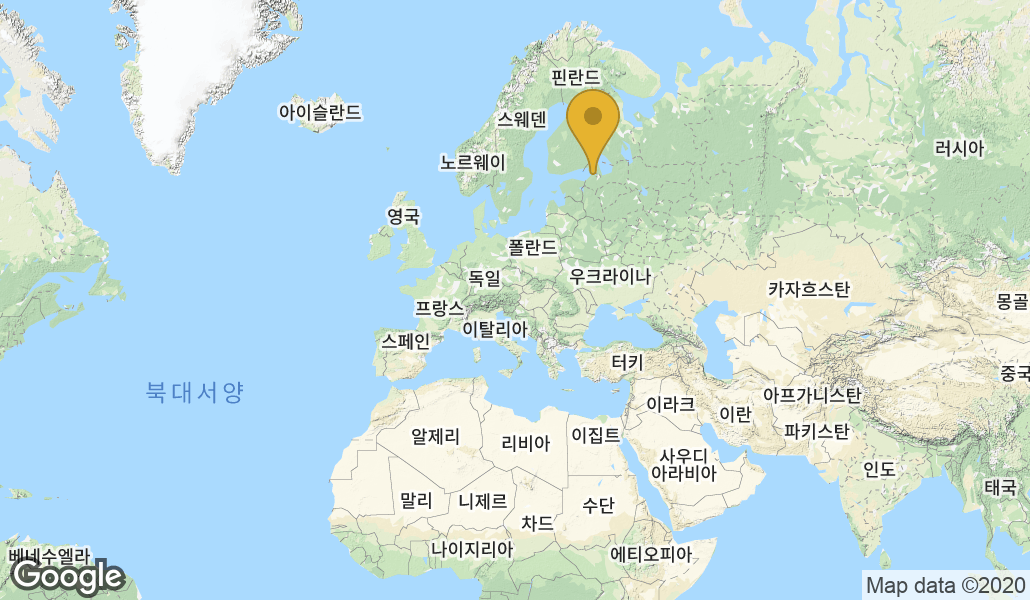 핀란드
아이슬란드
스웨덴
러시아
노르웨이
영국
폴란드
독일
우크라이나
카자흐스탄
몽골
프랑스
이탈리아
스페인
터키
중국
북대서양
이라크
이란
아프가니스탄
알제리
리비아
이집트
파키스탄
사우디
아라비아
인도
태국
말리
니제르
수단
차드
나이지리아
에티오피아
베네수엘라
Google
Map data ©2020